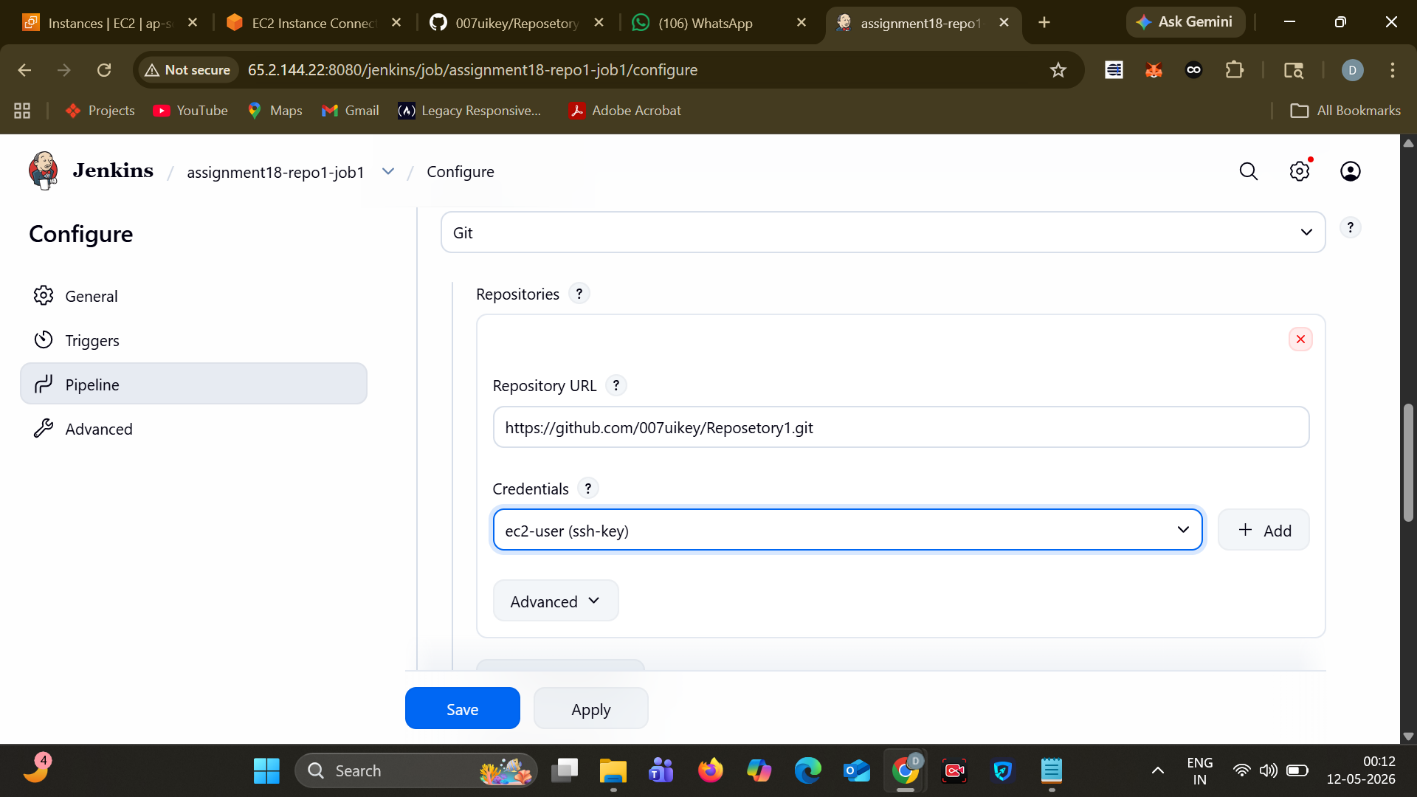 Instances | EC2 | ap-s
EC2 Instance Connect
007uikey/Reposetory
(106) WhatsApp
assignment18-repo1
Ask Gemini
Not secure
65.2.144.22:8080/jenkins/job/assignment18-repo1-job1/configure
D
Projects
YouTube
Maps
Gmail
Legacy Responsive...
Adobe Acrobat
All Bookmarks
Jenkins / assignment18-repo1-job1 / Configure
Configure
General
Triggers
Pipeline
Advanced
Git
?
Repositories ?
Repository URL ?
https://github.com/007uikey/Reposetory1.git
Credentials ?
ec2-user (ssh-key)
+ Add
Advanced
Save
Apply
4
Search
D
ENG
IN
00:12
12-05-2026